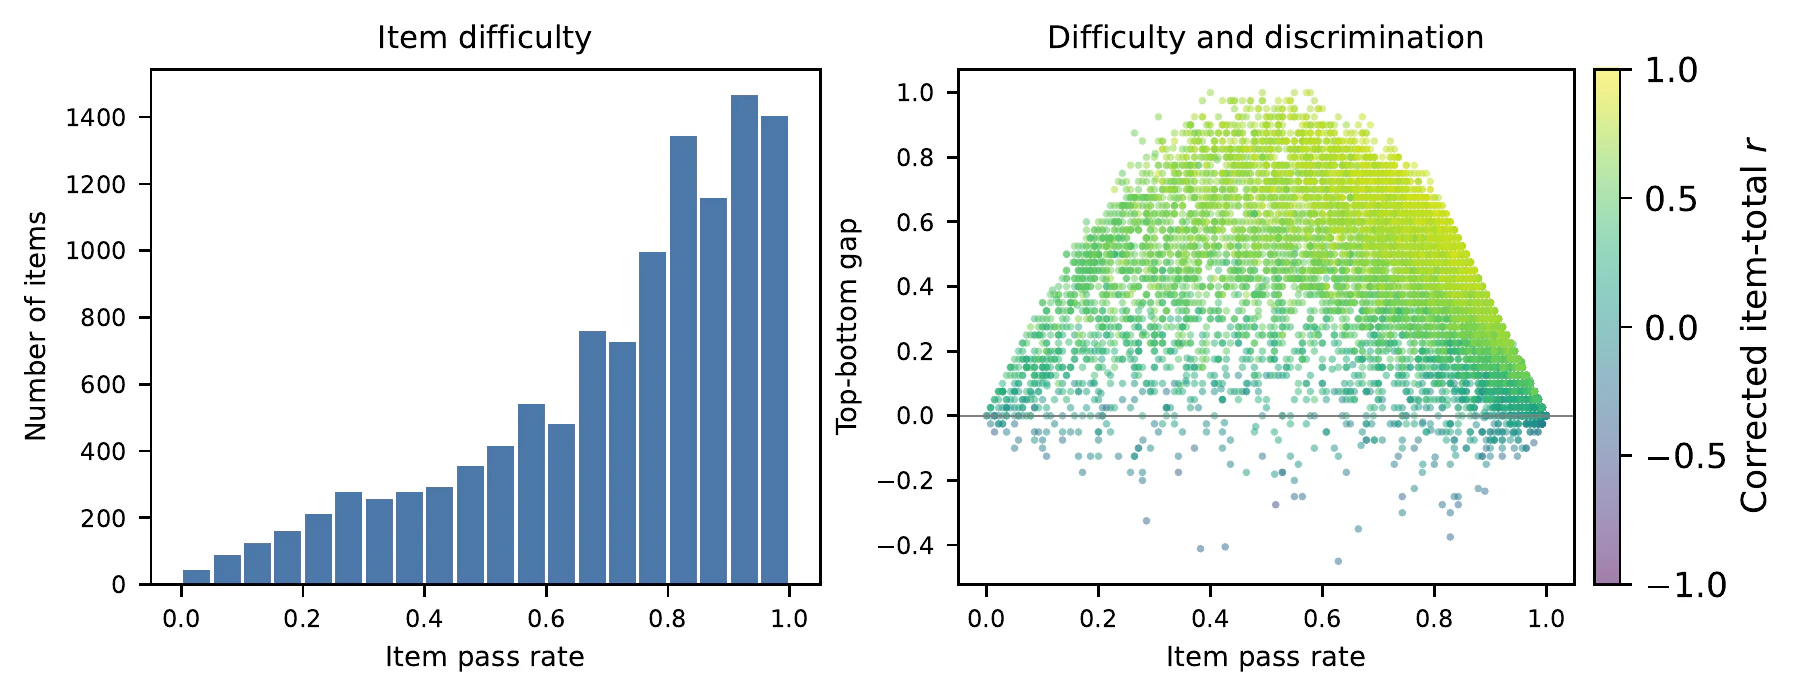 Item difficulty
Number of items
1400
1200
1000
800
600
400
200
0
0.0 0.2 0.4 0.6 0.8 1.0
Item pass rate
Difficulty and discrimination
Top-bottom gap
1.0
0.8
0.6
0.4
0.2
0.0
−0.2
−0.4
0.0 0.2 0.4 0.6 0.8 1.0
Item pass rate
1.0
0.5
0.0
−0.5
−1.0
Corrected item-total r